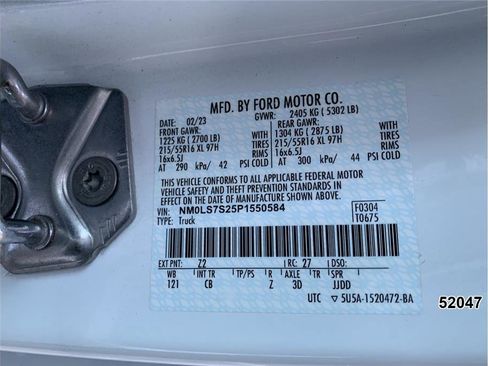 MFD. BY FORD MOTOR CO.
02/23 GVWR: 2405 KG ( 5302 LB)
FRONT GAWR: REAR GAWR:
1225 KG ( 2700 LB) WITH 1304 KG ( 2875 LB) WITH
215/55R16 XL 97H TIRES 215/55R16 XL 97H TIRES
16x6.5J RIMS 16x6.5J RIMS
AT 290 kPa/ 42 PSI COLD AT 300 kPa/ 44 PSI COLD
THIS VEHICLE CONFORMS TO ALL APPLICABLE FEDERAL MOTOR
VEHICLE SAFETY AND THEFT PREVENTION STANDARDS IN
EFFECT ON THE DATE OF MANUFACTURE SHOWN ABOVE.
VIN: NM0LS7S25P1550584 F0304
TYPE: Truck T0675
EXT PNT: Z2 RC: 27 DSO:
WB INT TR TP/PS R AXLE TR SPR
121 CB Z 3D JJDD
UTC 5U5A-1520472-BA
52047